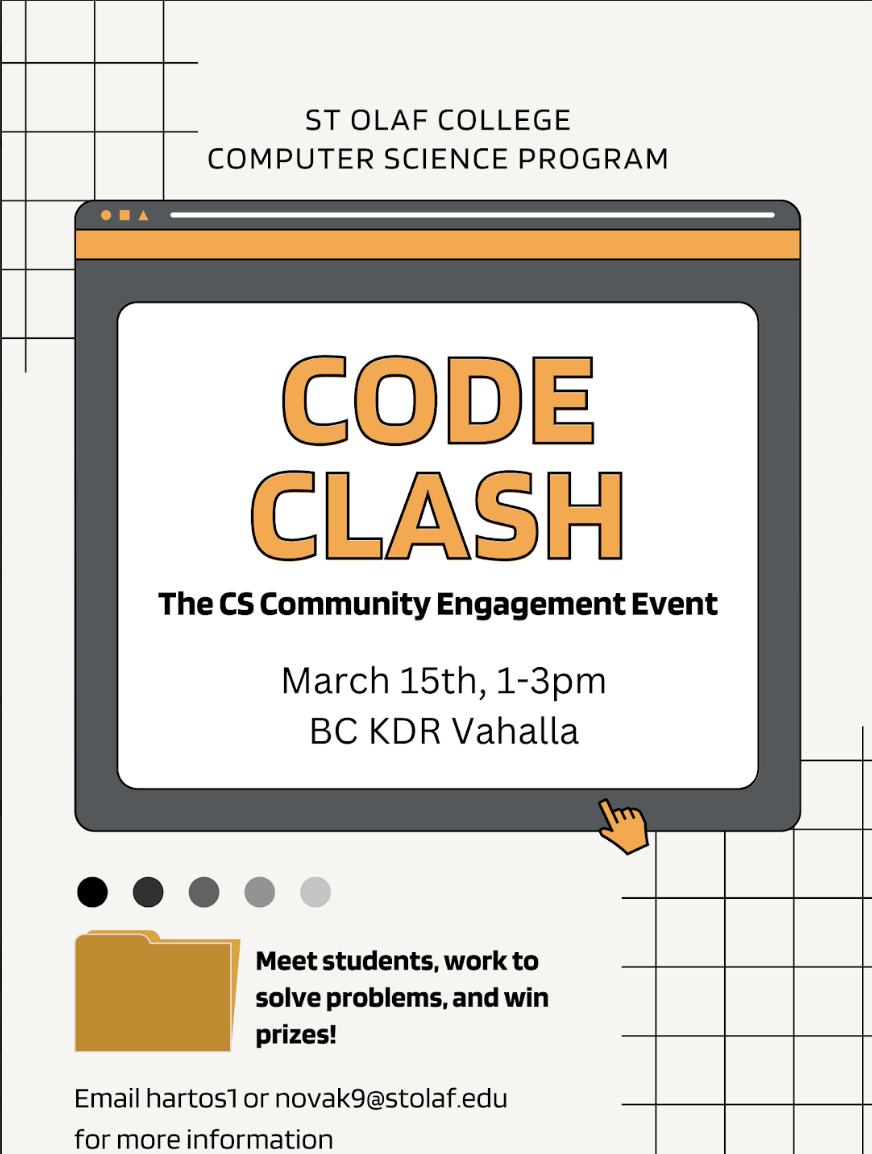 ST OLAF COLLEGE
COMPUTER SCIENCE PROGRAM
CODE
CLASH
The CS Community Engagement Event
March 15th, 1-3pm
BC KDR Vahalla
Meet students, work to
solve problems, and win
prizes!
Email hartos1 or novak9@stolaf.edu
for more information